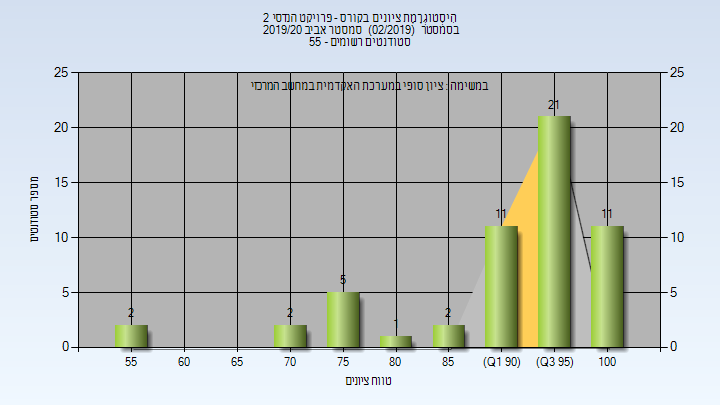 היסטוגרמת ציונים בקורס - פרויקט הנדסי 2
בסמסטר (02/2019) סמסטר אביב 2019/20
סטודנטים רשומים - 55
במשימה : ציון סופי במערכת האקדמית במחשב המרכזי
25 25
20 20
15 15
10 10
5 5
0 0
מספר סטודנטים
2 2 5 1 2 11 21 11
55 60 65 70 75 80 85 (Q1 90) (Q3 95) 100
טווח ציונים